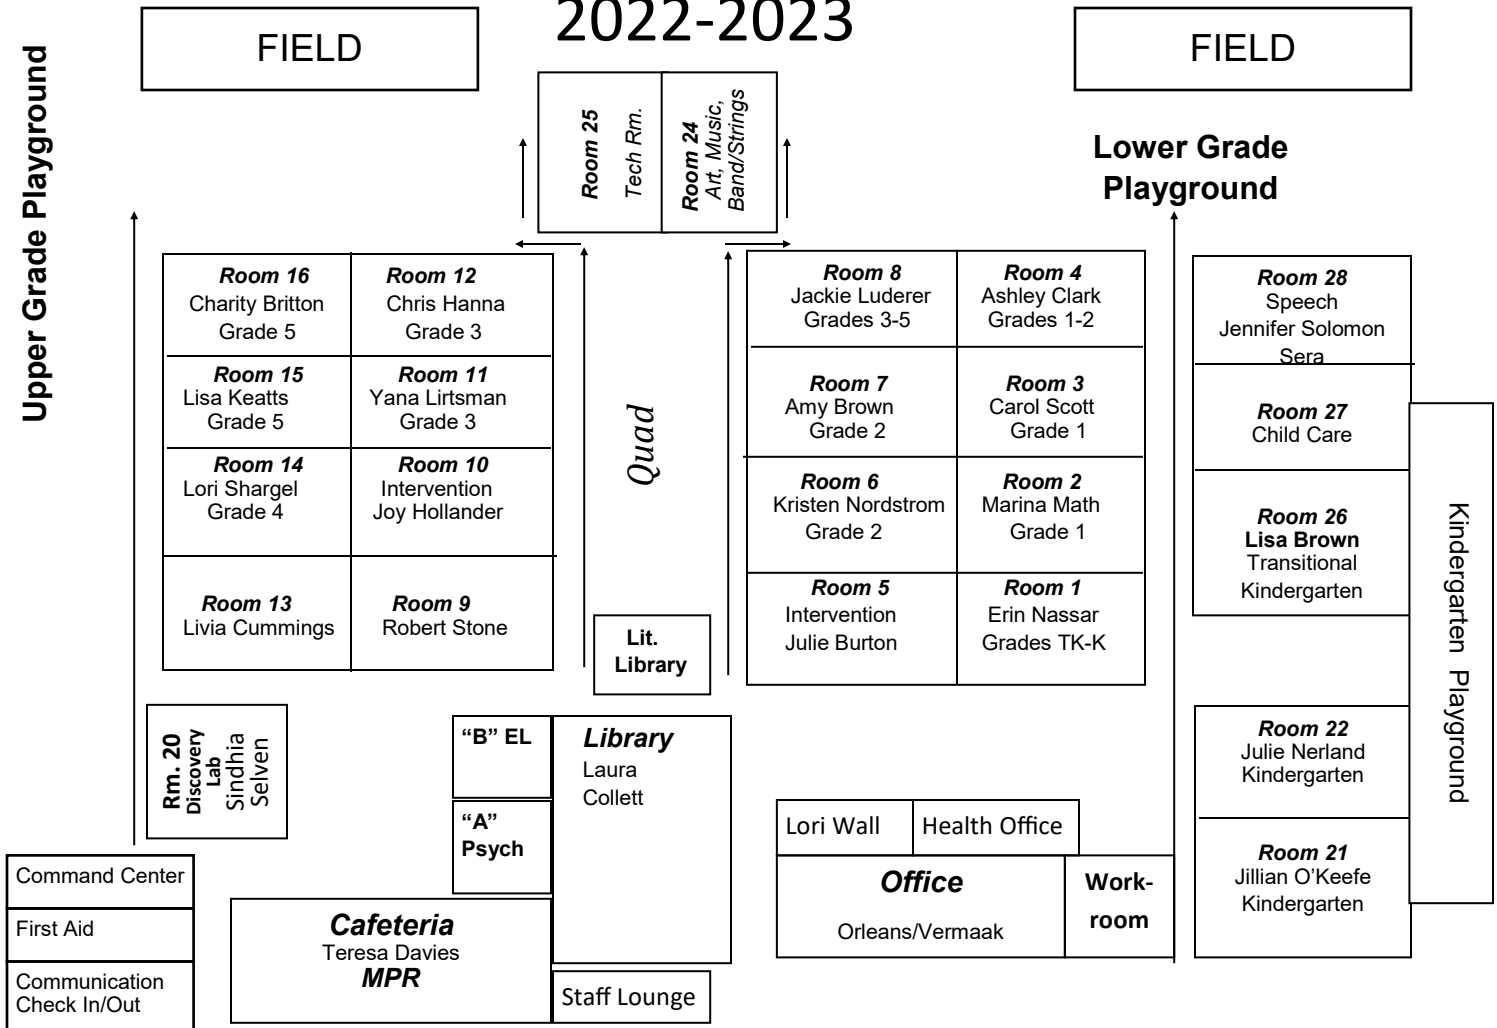 2022-2023
FIELD
FIELD
Upper Grade Playground
Room 25
Tech Rm.
Room 24
Art, Music,
Band/Strings
Lower Grade
Playground
Room 16
Charity Britton
Grade 5
Room 12
Chris Hanna
Grade 3
Room 15
Lisa Keatts
Grade 5
Room 11
Yana Lirtsman
Grade 3
Room 14
Lori Shargel
Grade 4
Room 10
Intervention
Joy Hollander
Room 13
Livia Cummings
Room 9
Robert Stone
Quad
Lit.
Library
Room 8
Jackie Luderer
Grades 3-5
Room 4
Ashley Clark
Grades 1-2
Room 7
Amy Brown
Grade 2
Room 3
Carol Scott
Grade 1
Room 6
Kristen Nordstrom
Grade 2
Room 2
Marina Math
Grade 1
Room 5
Intervention
Julie Burton
Room 1
Erin Nassar
Grades TK-K
Room 28
Speech
Jennifer Solomon
Sera
Room 27
Child Care
Room 26
Lisa Brown
Transitional
Kindergarten
Kindergarten Playground
Room 22
Julie Nerland
Kindergarten
Room 21
Jillian O’Keefe
Kindergarten
Rm. 20
Discovery
Lab
Sindhia
Selven
“B” EL
“A”
Psych
Library
Laura
Collett
Lori Wall
Health Office
Office
Orleans/Vermaak
Work-
room
Command Center
First Aid
Communication
Check In/Out
Cafeteria
Teresa Davies
MPR
Staff Lounge